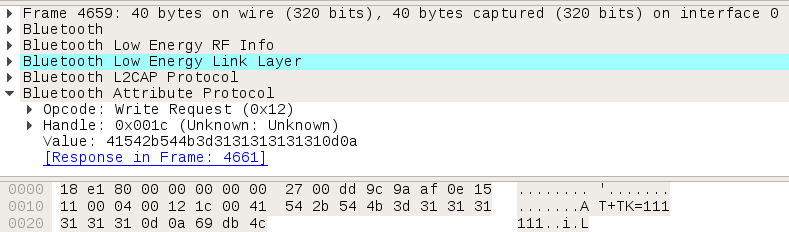 Frame 4659: 40 bytes on wire (320 bits), 40 bytes captured (320 bits) on interface 0
Bluetooth
Bluetooth Low Energy RF Info
Bluetooth Low Energy Link Layer
Bluetooth L2CAP Protocol
Bluetooth Attribute Protocol
Opcode: Write Request (0x12)
Handle: 0x001c (Unknown: Unknown)
Value: 41542b544b3d3131313131310d0a
[Response in Frame: 4661]
0000 18 e1 80 00 00 00 00 00 27 00 dd 9c 9a af 0e 15 ........ '.......
0010 11 00 04 00 12 1c 00 41 54 2b 54 4b 3d 31 31 31 .......A T+TK=111
0020 31 31 31 0d 0a 69 db 4c 111..i.L